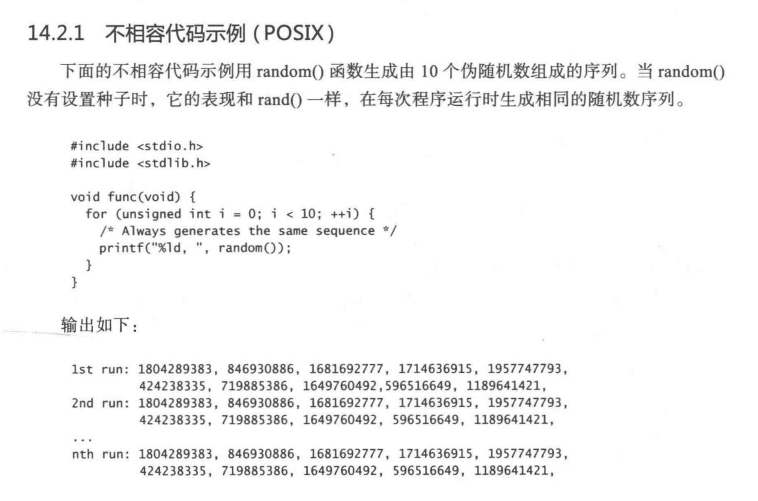 14.2.1 不相容代码示例（POSIX）
下面的不相容代码示例用 random() 函数生成由 10 个伪随机数组成的序列。当 random()
没有设置种子时，它的表现和 rand() 一样，在每次程序运行时生成相同的随机数序列。
#include <stdio.h>
#include <stdlib.h>
void func(void) {
  for (unsigned int i = 0; i < 10; ++i) {
    /* Always generates the same sequence */
    printf("%ld, ", random());
  }
}
输出如下：
1st run: 1804289383, 846930886, 1681692777, 1714636915, 1957747793,
         424238335, 719885386, 1649760492,596516649, 1189641421,
2nd run: 1804289383, 846930886, 1681692777, 1714636915, 1957747793,
         424238335, 719885386, 1649760492, 596516649, 1189641421,
...
nth run: 1804289383, 846930886, 1681692777, 1714636915, 1957747793,
         424238335, 719885386, 1649760492, 596516649, 1189641421,